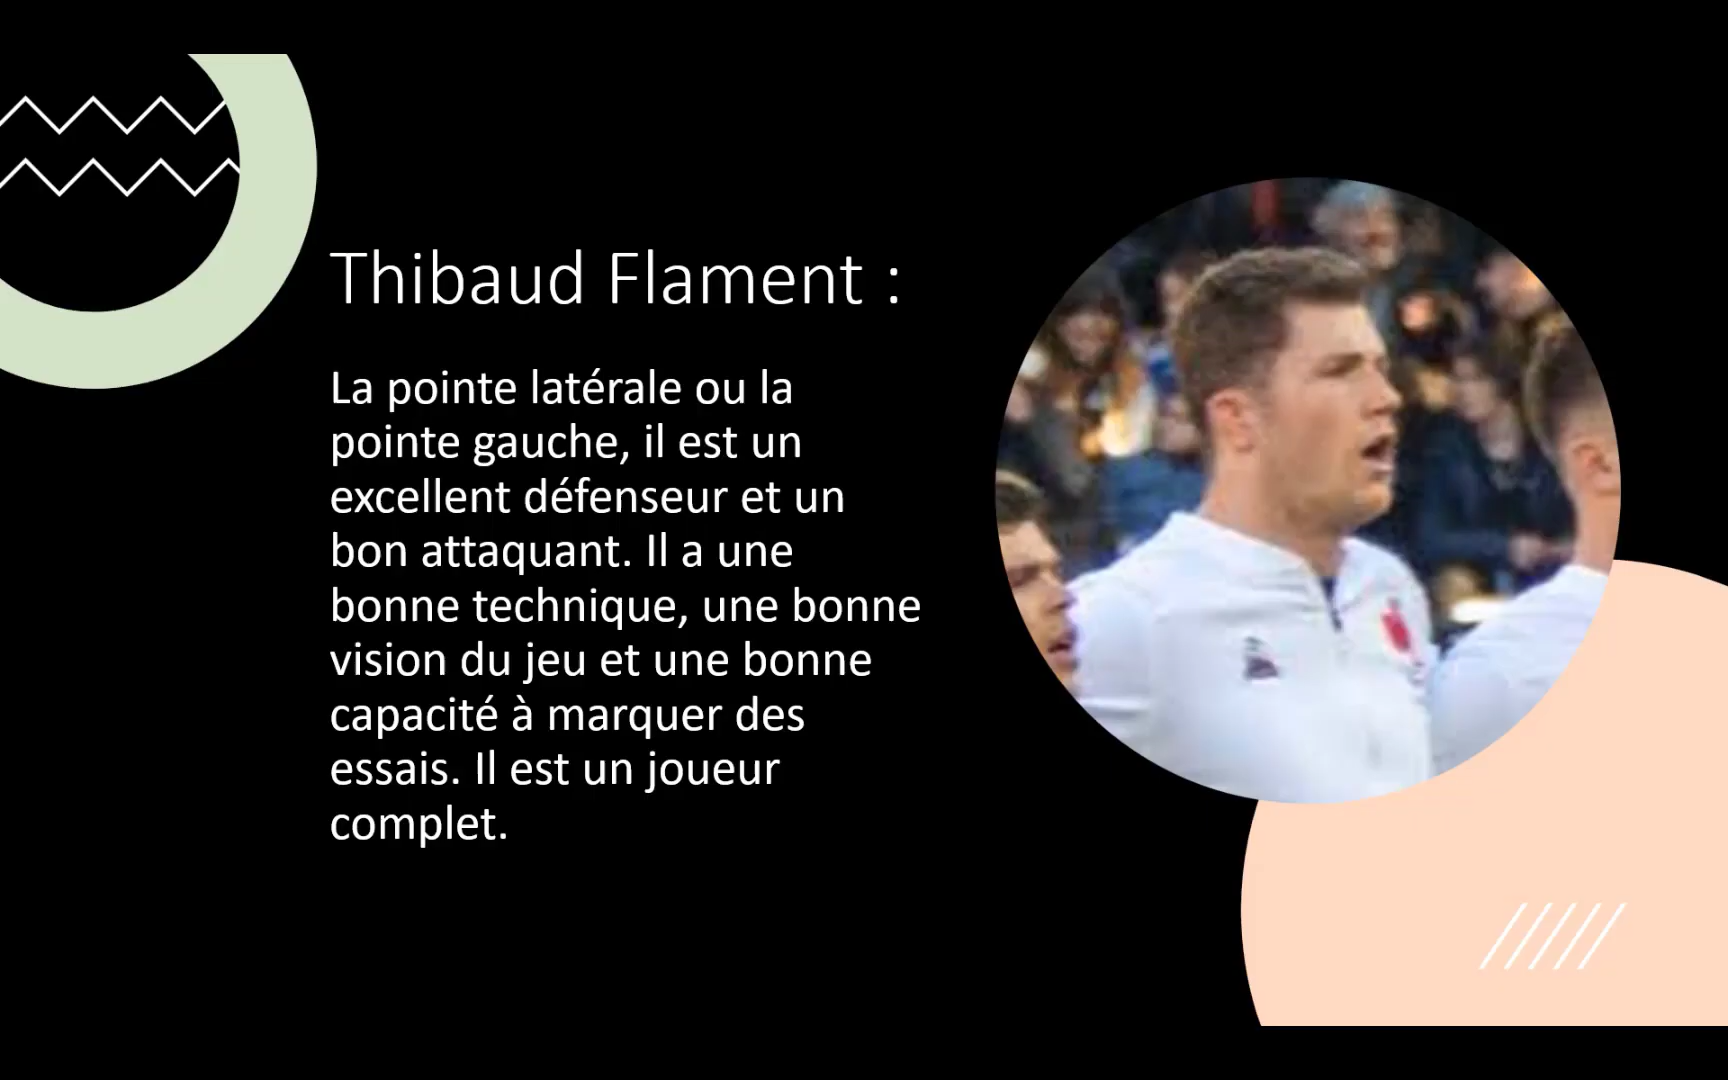 Thibaud Flament :
La pointe latérale ou la
pointe gauche, il est un
excellent défenseur et un
bon attaquant. Il a une
bonne technique, une bonne
vision du jeu et une bonne
capacité à marquer des
essais. Il est un joueur
complet.